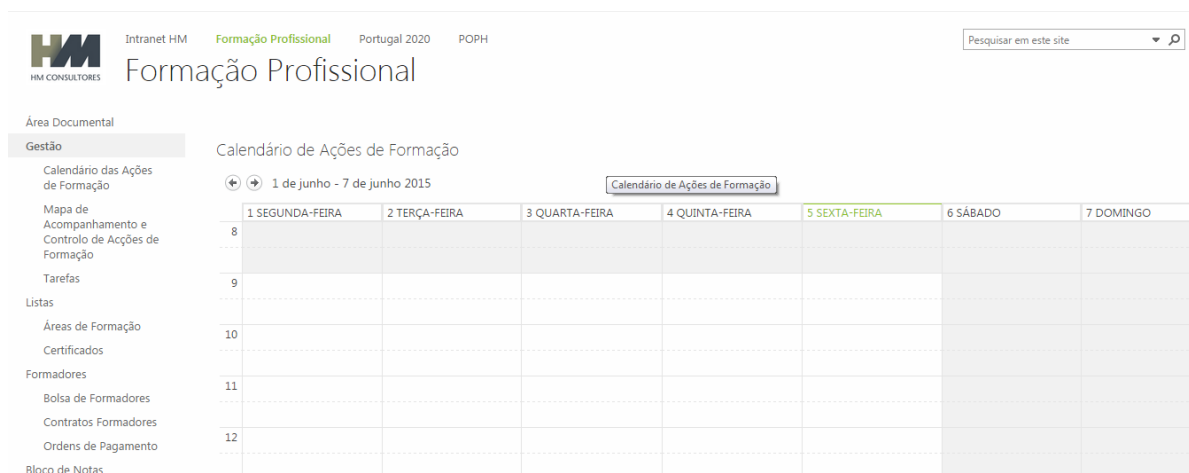 Intranet HM Formação Profissional Portugal 2020 POPH
Pesquisar em este site
HM CONSULTORES
Formação Profissional
Área Documental
Gestão
Calendário das Ações
de Formação
Mapa de
Acompanhamento e
Controlo de Acções de
Formação
Tarefas
Listas
Áreas de Formação
Certificados
Formadores
Bolsa de Formadores
Contratos Formadores
Ordens de Pagamento
Bloco de Notas
Calendário de Ações de Formação
1 de junho - 7 de junho 2015
Calendário de Ações de Formação
1 SEGUNDA-FEIRA 2 TERÇA-FEIRA 3 QUARTA-FEIRA 4 QUINTA-FEIRA 5 SEXTA-FEIRA 6 SÁBADO 7 DOMINGO
8
9
10
11
12